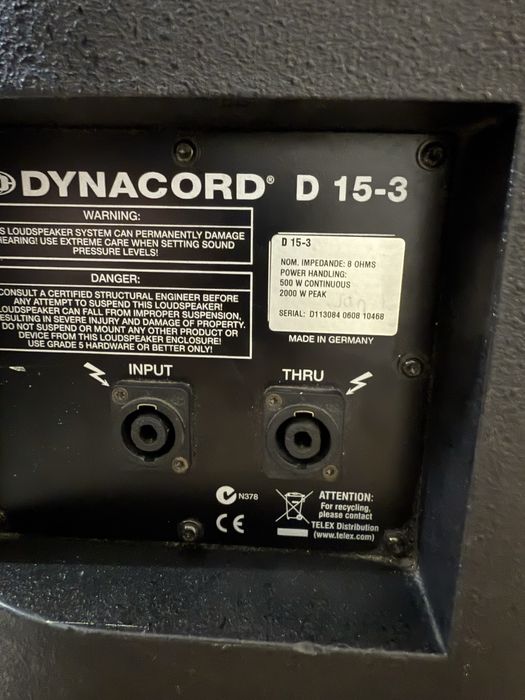 DYNACORD® D 15-3
WARNING:
S LOUDSPEAKER SYSTEM CAN PERMANENTLY DAMAGE
HEARING! USE EXTREME CARE WHEN SETTING SOUND
PRESSURE LEVELS!
DANGER:
CONSULT A CERTIFIED STRUCTURAL ENGINEER BEFORE
ANY ATTEMPT TO SUSPEND THIS LOUDSPEAKER!
LOUDSPEAKER CAN FALL FROM IMPROPER SUSPENSION,
RESULTING IN SEVERE INJURY AND DAMAGE OF PROPERTY.
DO NOT SUSPEND OR MOUNT ANY OTHER PRODUCT OR
DEVICE FROM THIS LOUDSPEAKER ENCLOSURE!
USE GRADE 5 HARDWARE OR BETTER ONLY!
D 15-3
NOM. IMPEDANDE: 8 OHMS
POWER HANDLING:
500 W CONTINUOUS
2000 W PEAK
SERIAL: D113084 0608 10468
MADE IN GERMANY
INPUT
THRU
N378
CE
ATTENTION:
For recycling,
please contact
TELEX Distribution
(www.telex.com)